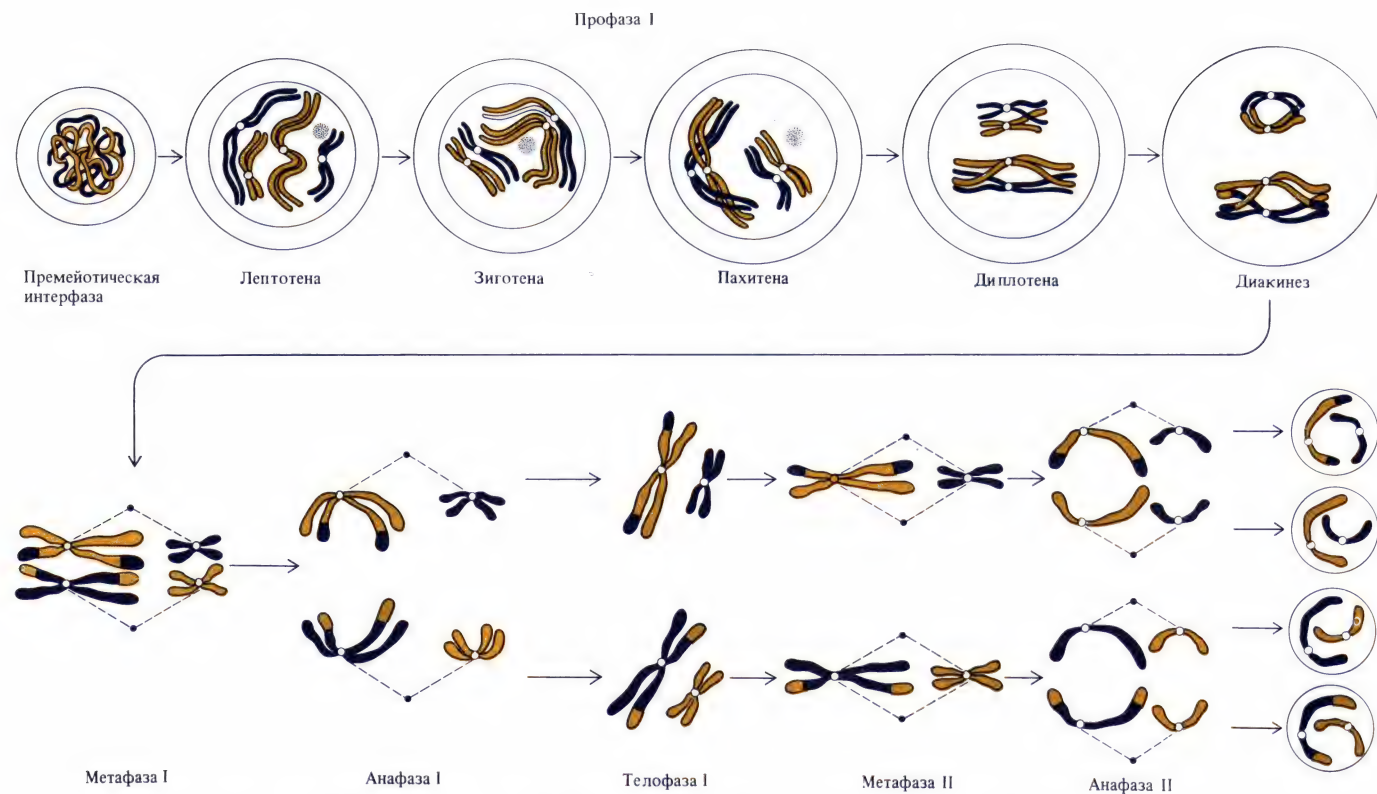 Профаза I
Премейотическая
интерфаза
Лептотена
Зиготена
Пахитена
Диплотена
Диакинез
Метафаза I
Анафаза I
Телофаза I
Метафаза II
Анафаза II